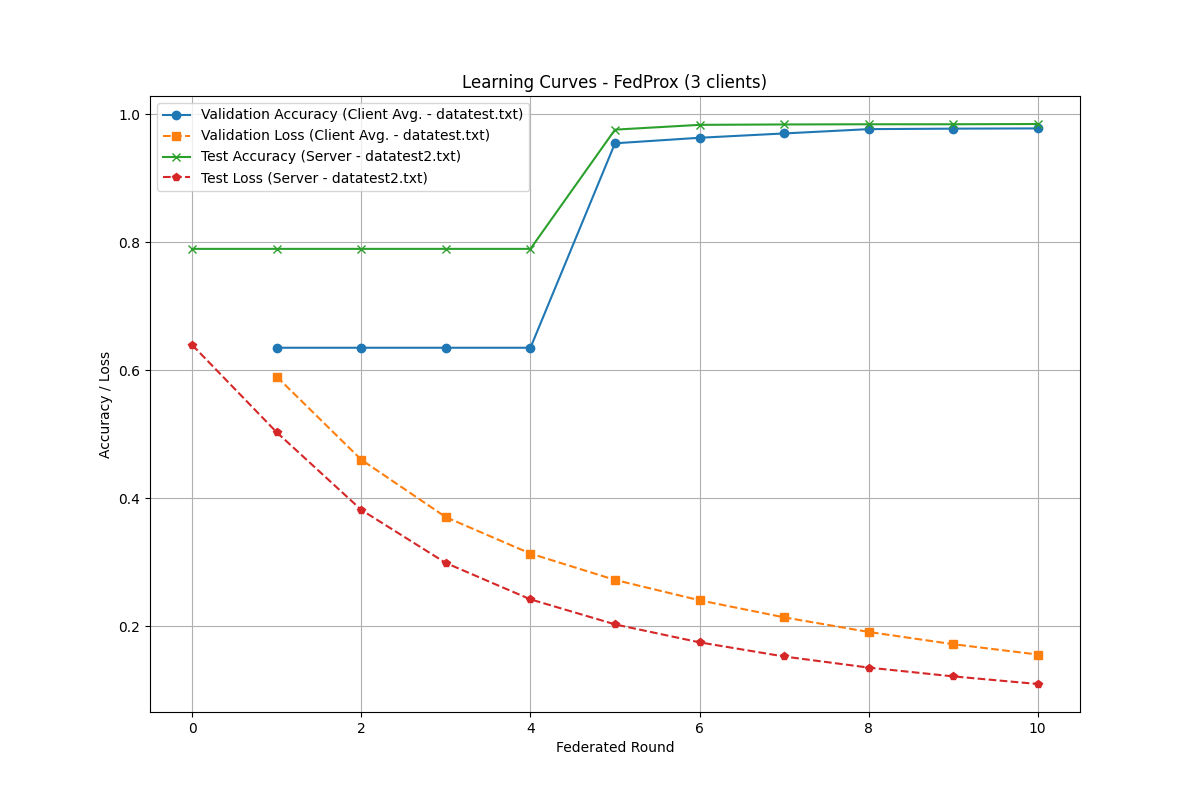 Learning Curves - FedProx (3 clients)
Validation Accuracy (Client Avg. - datatest.txt)
Validation Loss (Client Avg. - datatest.txt)
Test Accuracy (Server - datatest2.txt)
Test Loss (Server - datatest2.txt)
Accuracy / Loss
1.0
0.8
0.6
0.4
0.2
0 2 4 6 8 10
Federated Round